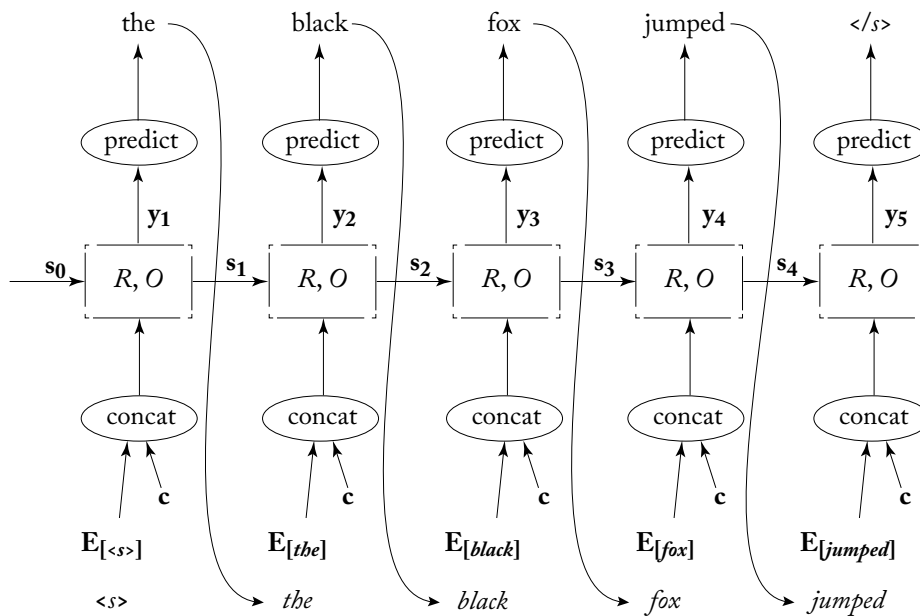 the black fox jumped </s>
predict predict predict predict predict
y1 y2 y3 y4 y5
s0 R, O s1 R, O s2 R, O s3 R, O s4 R, O
concat concat concat concat concat
c c c c c
E[<s>] E[the] E[black] E[fox] E[jumped]
<s> the black fox jumped